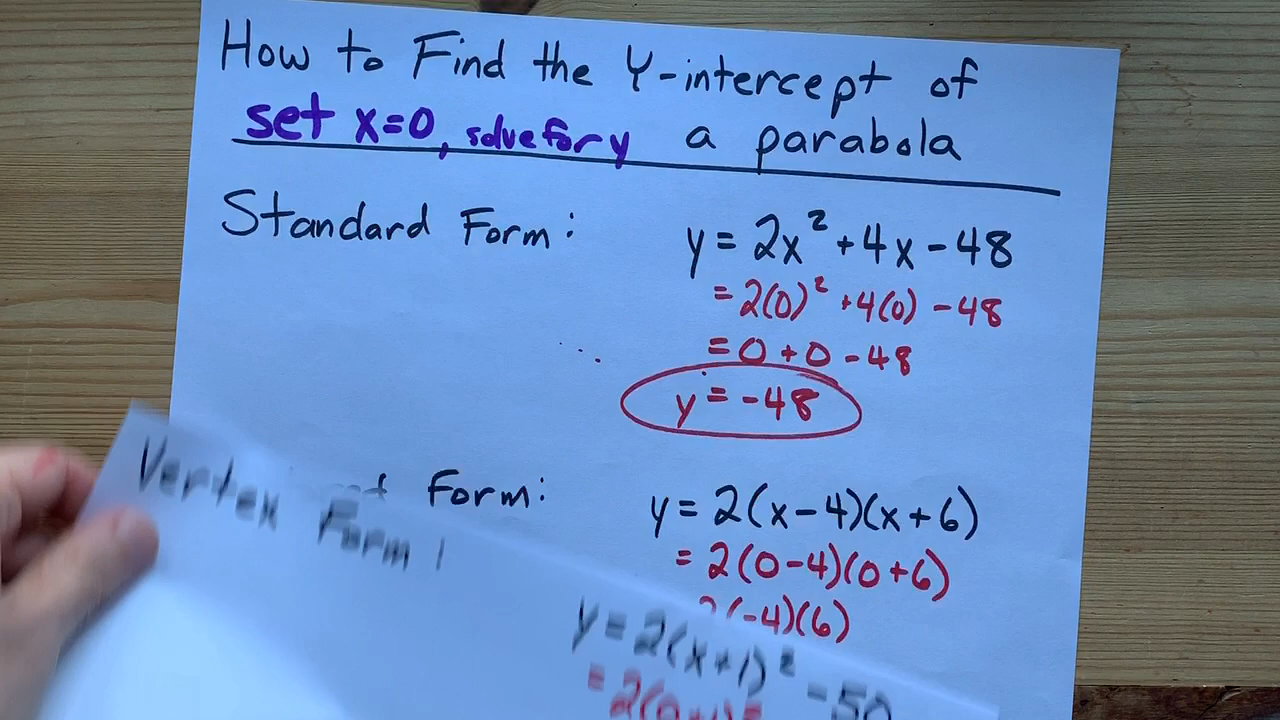 How to Find the Y-intercept of
set x=0, solve for y a parabola
Standard Form:
y = 2x² + 4x - 48
= 2(0)² + 4(0) - 48
= 0 + 0 - 48
y = -48
Form:
y = 2(x-4)(x+6)
= 2(0-4)(0+6)
(-4)(6)
Vertex Form:
y = 2(x+1)² - 50